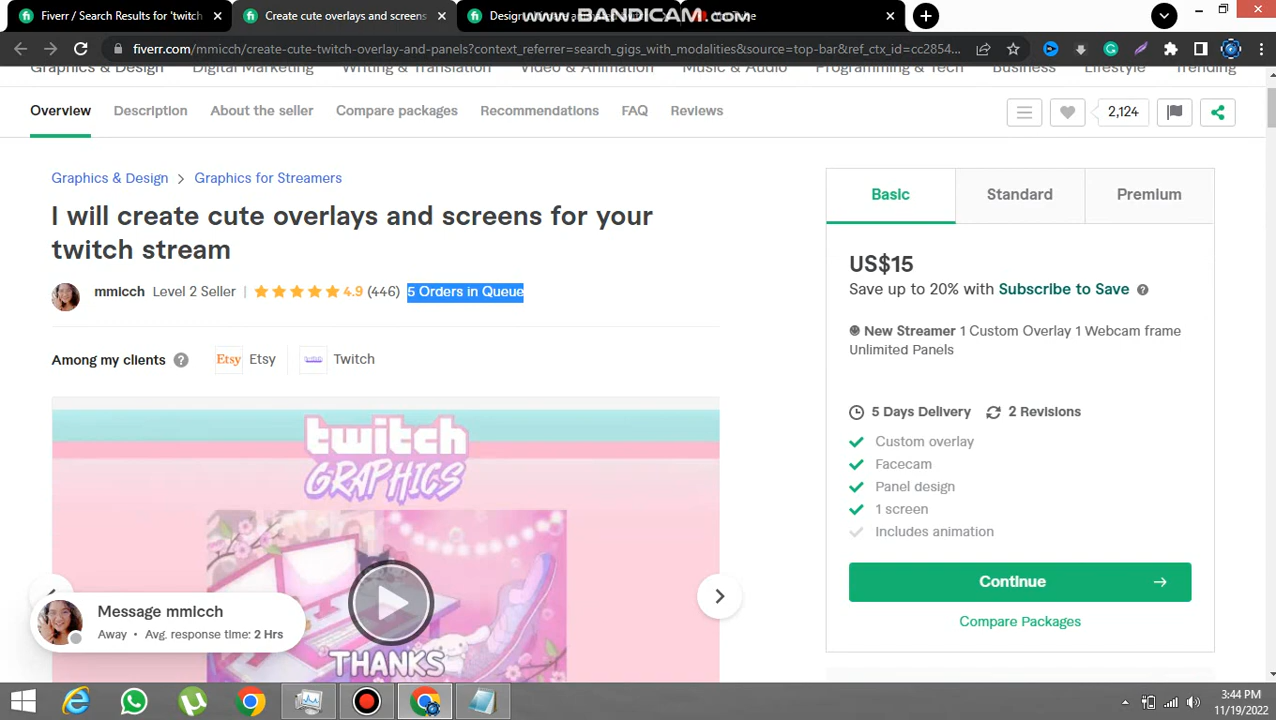 Fiverr / Search Results for 'twitch
Create cute overlays and screens
Design
www.BANDICAM.com
fiverr.com/mmicch/create-cute-twitch-overlay-and-panels?context_referrer=search_gigs_with_modalities&source=top-bar&ref_ctx_id=cc2854...
Graphics & Design Digital Marketing Writing & Translation Video & Animation Music & Audio Programming & Tech Business Lifestyle Trending
Overview Description About the seller Compare packages Recommendations FAQ Reviews
2,124
Graphics & Design > Graphics for Streamers
I will create cute overlays and screens for your
twitch stream
mmicch Level 2 Seller | 4.9 (446) 5 Orders in Queue
Among my clients ? Etsy Etsy Twitch
twitch
GRAPHICS
THANKS
Message mmicch
Away • Avg. response time: 2 Hrs
Basic Standard Premium
US$15
Save up to 20% with Subscribe to Save ?
New Streamer 1 Custom Overlay 1 Webcam frame
Unlimited Panels
5 Days Delivery 2 Revisions
Custom overlay
Facecam
Panel design
1 screen
Includes animation
Continue
Compare Packages
3:44 PM
11/19/2022